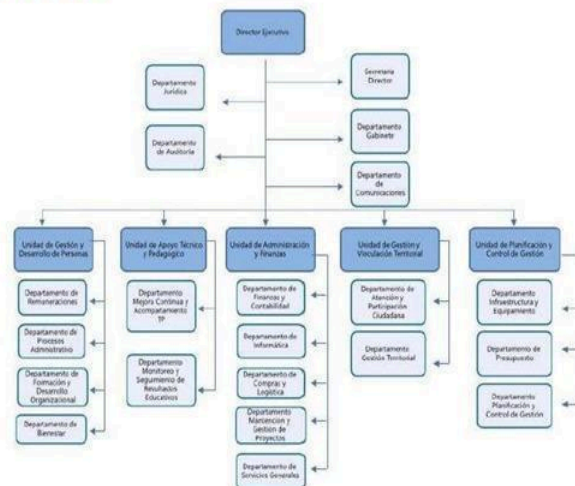 Director Ejecutivo
Departamento
Jurídica
Secretaria
Director
Departamento
de Auditoría
Departamento
Gabinete
Departamento
de
Comunicaciones
Unidad de Gestión y
Desarrollo de Personas
Unidad de Apoyo Técnico
y Pedagógico
Unidad de Administración
y Finanzas
Unidad de Gestión y
Vinculación Territorial
Unidad de Planificación y
Control de Gestión
Departamento de
Remuneraciones
Departamento de
Procesos
Administrativo
Departamento de
Formación y
Desarrollo
Organizacional
Departamento de
Bienestar
Departamento
Mejora Continua y
Acompañamiento
TP
Departamento
Monitoreo y
Seguimiento de
Resultados
Educativos
Departamento de
Finanzas y
Contabilidad
Departamento de
Informática
Departamento de
Compras y
Logística
Departamento
Mantención y
Gestión de
Proyectos
Departamento de
Servicios Generales
Departamento de
Atención y
Participación
Ciudadana
Departamento
Gestión Territorial
Departamento
Infraestructura y
Equipamiento
Departamento de
Presupuesto
Departamento
Planificación y
Control de Gestión